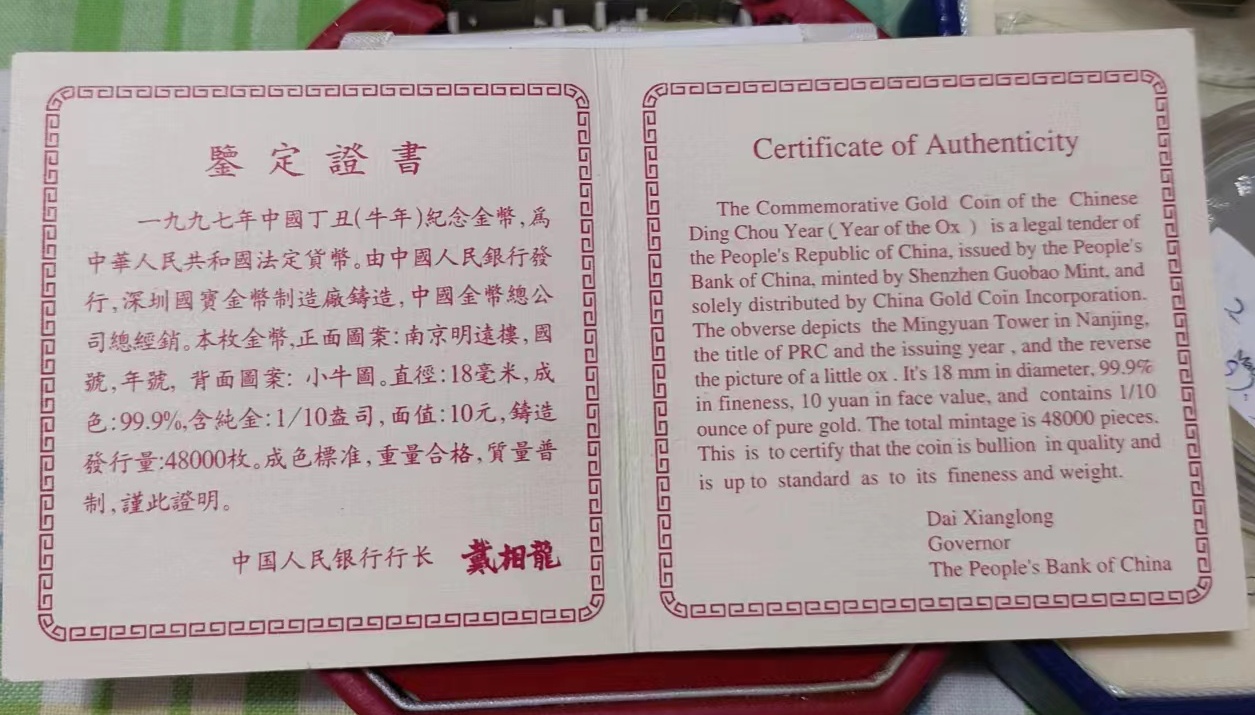 鑒定證書
一九九七年中國丁丑(牛年)紀念金幣,爲
中華人民共和國法定貨幣。由中國人民銀行發
行,深圳國寶金幣制造廠鑄造,中國金幣總公
司總經銷。本枚金幣,正面圖案:南京明遠樓,國
號,年號, 背面圖案: 小牛圖。直徑:18毫米,成
色:99.9%,含純金:1/10盎司,面值:10元,鑄造
發行量:48000枚。成色標准,重量合格,質量普
制,謹此證明。
中国人民银行行长 戴相龍
Certificate of Authenticity
The Commemorative Gold Coin of the Chinese
Ding Chou Year (Year of the Ox ) is a legal tender of
the People's Republic of China, issued by the People's
Bank of China, minted by Shenzhen Guobao Mint, and
solely distributed by China Gold Coin Incorporation.
The obverse depicts the Mingyuan Tower in Nanjing,
the title of PRC and the issuing year , and the reverse
the picture of a little ox . It's 18 mm in diameter, 99.9%
in fineness, 10 yuan in face value, and contains 1/10
ounce of pure gold. The total mintage is 48000 pieces.
This is to certify that the coin is bullion in quality and
is up to standard as to its fineness and weight.
Dai Xianglong
Governor
The People's Bank of China